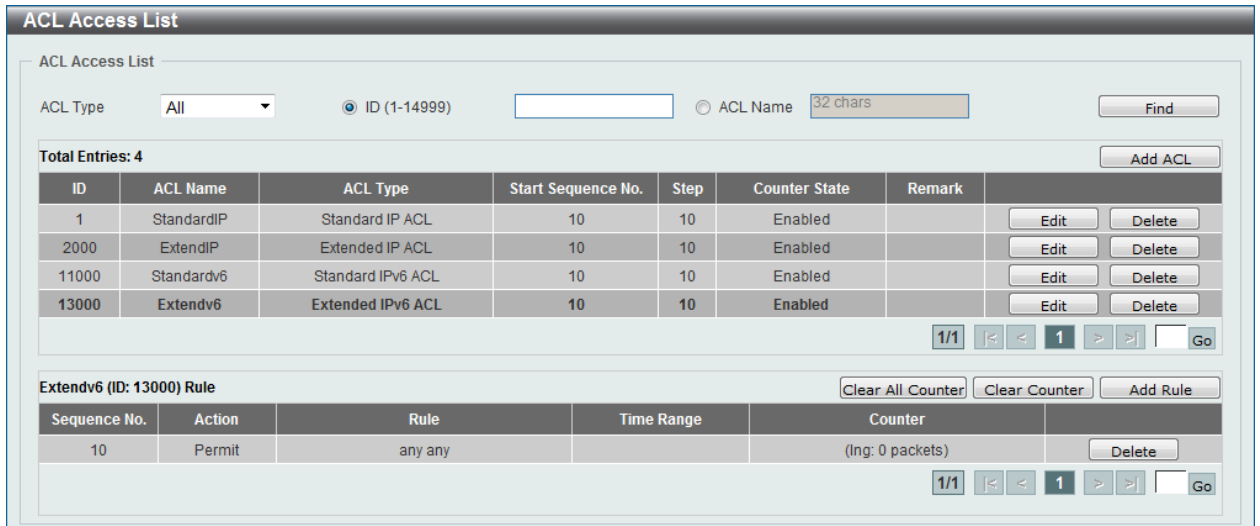 ACL Access List
ACL Access List
ACL Type All ID (1-14999) ACL Name 32 chars Find
Total Entries: 4 Add ACL
ID ACL Name ACL Type Start Sequence No. Step Counter State Remark
1 StandardIP Standard IP ACL 10 10 Enabled Edit Delete
2000 ExtendIP Extended IP ACL 10 10 Enabled Edit Delete
11000 Standardv6 Standard IPv6 ACL 10 10 Enabled Edit Delete
13000 Extendv6 Extended IPv6 ACL 10 10 Enabled Edit Delete
1/1 |< < 1 > >| Go
Extendv6 (ID: 13000) Rule Clear All Counter Clear Counter Add Rule
Sequence No. Action Rule Time Range Counter
10 Permit any any (Ing: 0 packets) Delete
1/1 |< < 1 > >| Go